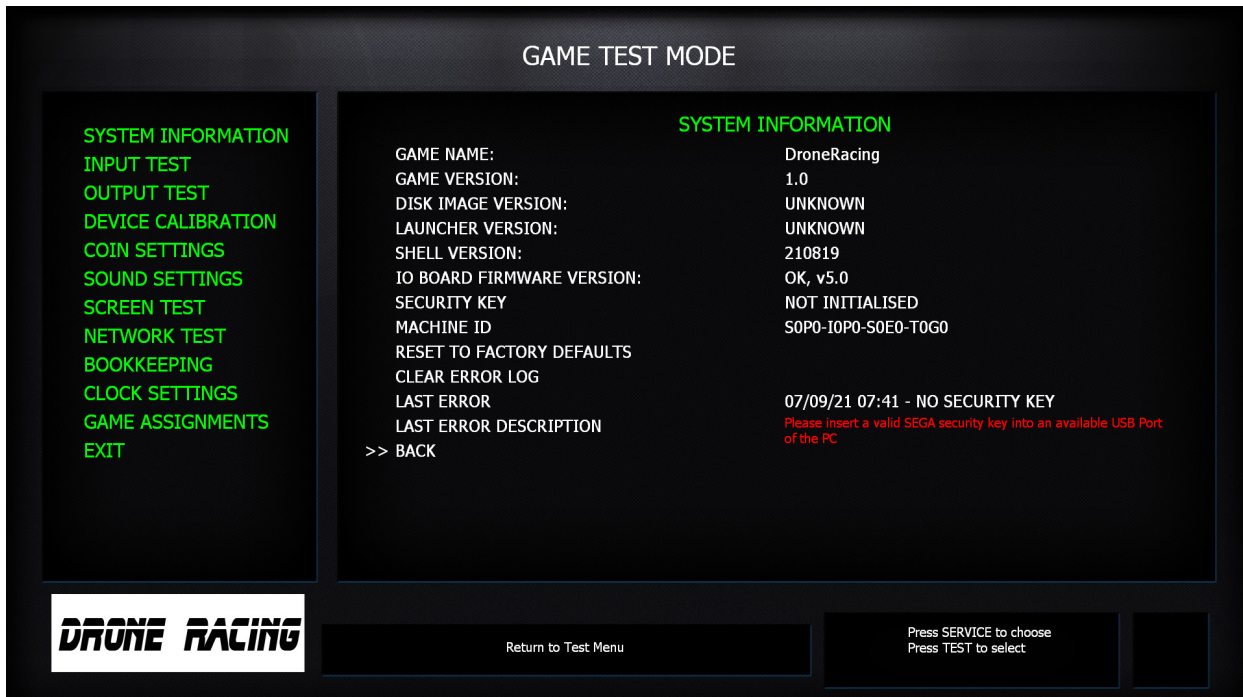 GAME TEST MODE
SYSTEM INFORMATION
INPUT TEST
OUTPUT TEST
DEVICE CALIBRATION
COIN SETTINGS
SOUND SETTINGS
SCREEN TEST
NETWORK TEST
BOOKKEEPING
CLOCK SETTINGS
GAME ASSIGNMENTS
EXIT
SYSTEM INFORMATION
GAME NAME: DroneRacing
GAME VERSION: 1.0
DISK IMAGE VERSION: UNKNOWN
LAUNCHER VERSION: UNKNOWN
SHELL VERSION: 210819
IO BOARD FIRMWARE VERSION: OK, v5.0
SECURITY KEY NOT INITIALISED
MACHINE ID S0P0-I0P0-S0E0-T0G0
RESET TO FACTORY DEFAULTS
CLEAR ERROR LOG
LAST ERROR 07/09/21 07:41 - NO SECURITY KEY
LAST ERROR DESCRIPTION Please insert a valid SEGA security key into an available USB Port
of the PC
>> BACK
DRONE RACING
Return to Test Menu
Press SERVICE to choose
Press TEST to select